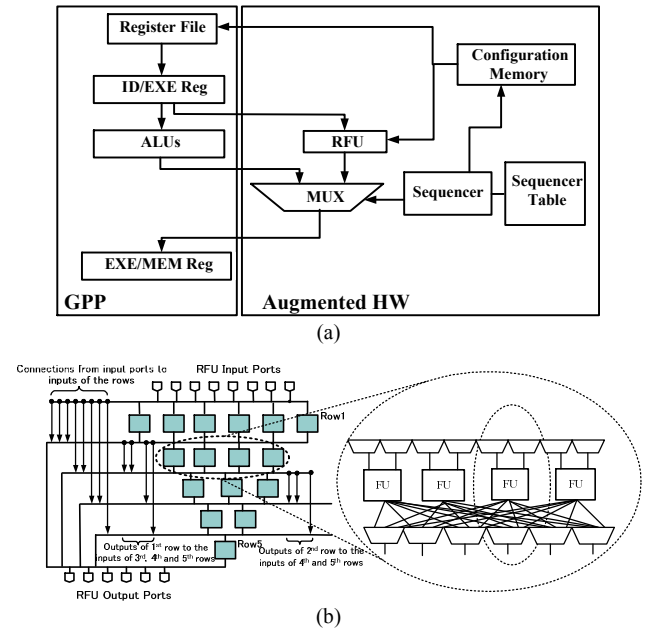 Register File
Configuration
Memory
ID/EXE Reg
ALUs
RFU
MUX
Sequencer
Sequencer
Table
EXE/MEM Reg
GPP
Augmented HW
(a)
Connections from input ports to
inputs of the rows
RFU Input Ports
Row1
FU
FU
FU
FU
Outputs of 1st row to the
inputs of 3rd, 4th and 5th rows
Row5
Outputs of 2nd row to the
inputs of 4th and 5th rows
RFU Output Ports
(b)